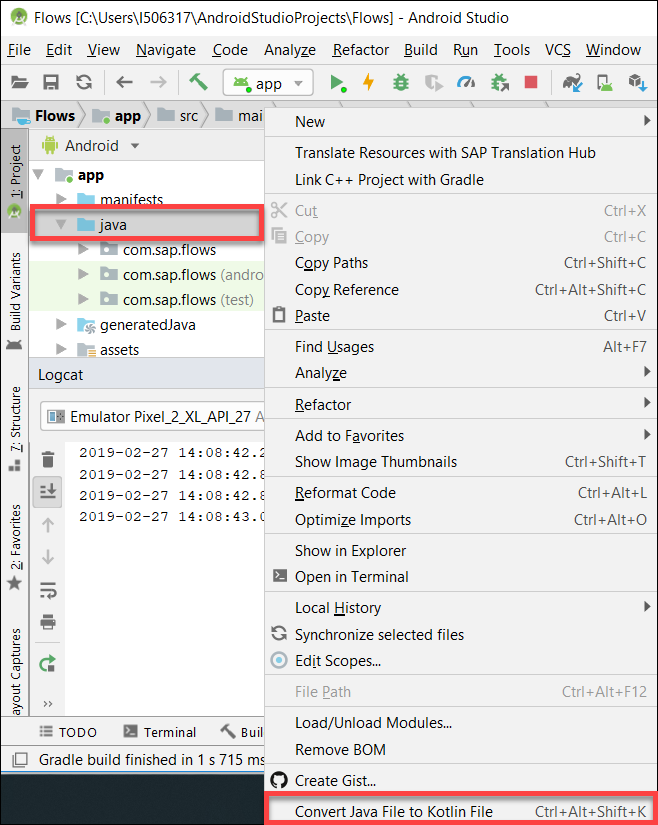 Flows [C:\Users\I506317\AndroidStudioProjects\Flows] - Android Studio
File Edit View Navigate Code Analyze Refactor Build Run Tools VCS Window
app
Flows app src mai
1: Project
Android
app
manifests
java
com.sap.flows
com.sap.flows (andro
com.sap.flows (test)
generatedJava
assets
Build Variants
7: Structure
2: Favorites
ayout Captures
Logcat
Emulator Pixel_2_XL_API_27 A
2019-02-27 14:08:42.2
2019-02-27 14:08:42.8
2019-02-27 14:08:42.8
2019-02-27 14:08:43.0
TODO Terminal Buil
Gradle build finished in 1 s 715 ms
New
Translate Resources with SAP Translation Hub
Link C++ Project with Gradle
Cut Ctrl+X
Copy Ctrl+C
Copy Paths Ctrl+Shift+C
Copy Reference Ctrl+Alt+Shift+C
Paste Ctrl+V
Find Usages Alt+F7
Analyze
Refactor
Add to Favorites
Show Image Thumbnails Ctrl+Shift+T
Reformat Code Ctrl+Alt+L
Optimize Imports Ctrl+Alt+O
Show in Explorer
Open in Terminal
Local History
Synchronize selected files
Edit Scopes...
File Path Ctrl+Alt+F12
Load/Unload Modules...
Remove BOM
Create Gist...
Convert Java File to Kotlin File Ctrl+Alt+Shift+K